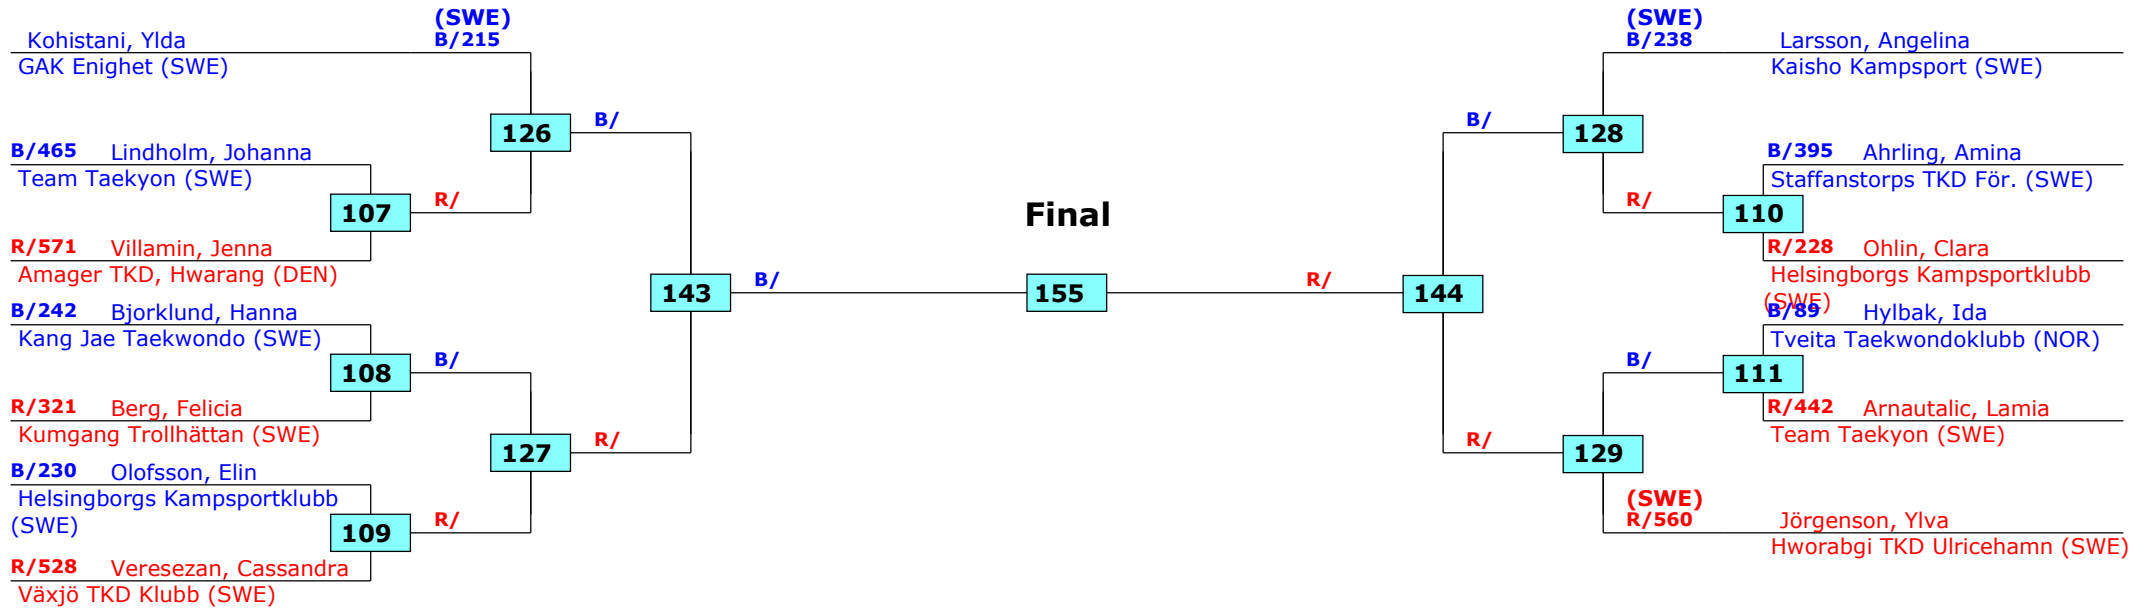 (SWE)
Kohistani, Ylda B/215
GAK Enighet (SWE)
126 B/
B/465 Lindholm, Johanna
Team Taekyon (SWE)
107 R/
R/571 Villamin, Jenna
Amager TKD, Hwarang (DEN)
143 B/
B/242 Bjorklund, Hanna
Kang Jae Taekwondo (SWE)
108 B/
R/321 Berg, Felicia
Kumgang Trollhättan (SWE)
127 R/
B/230 Olofsson, Elin
Helsingborgs Kampsportklubb
(SWE)
109 R/
R/528 Veresezan, Cassandra
Växjö TKD Klubb (SWE)
Final
155
(SWE)
B/238 Larsson, Angelina
Kaisho Kampsport (SWE)
B/ 128
B/395 Ahrling, Amina
Staffanstorps TKD För. (SWE)
R/ 110
R/228 Ohlin, Clara
Helsingborgs Kampsportklubb
(SWE)
R/ 144
B/89 Hylbak, Ida
Tveita Taekwondoklubb (NOR)
B/ 111
R/442 Arnautalic, Lamia
Team Taekyon (SWE)
R/ 129
(SWE)
R/560 Jörgenson, Ylva
Hworabgi TKD Ulricehamn (SWE)